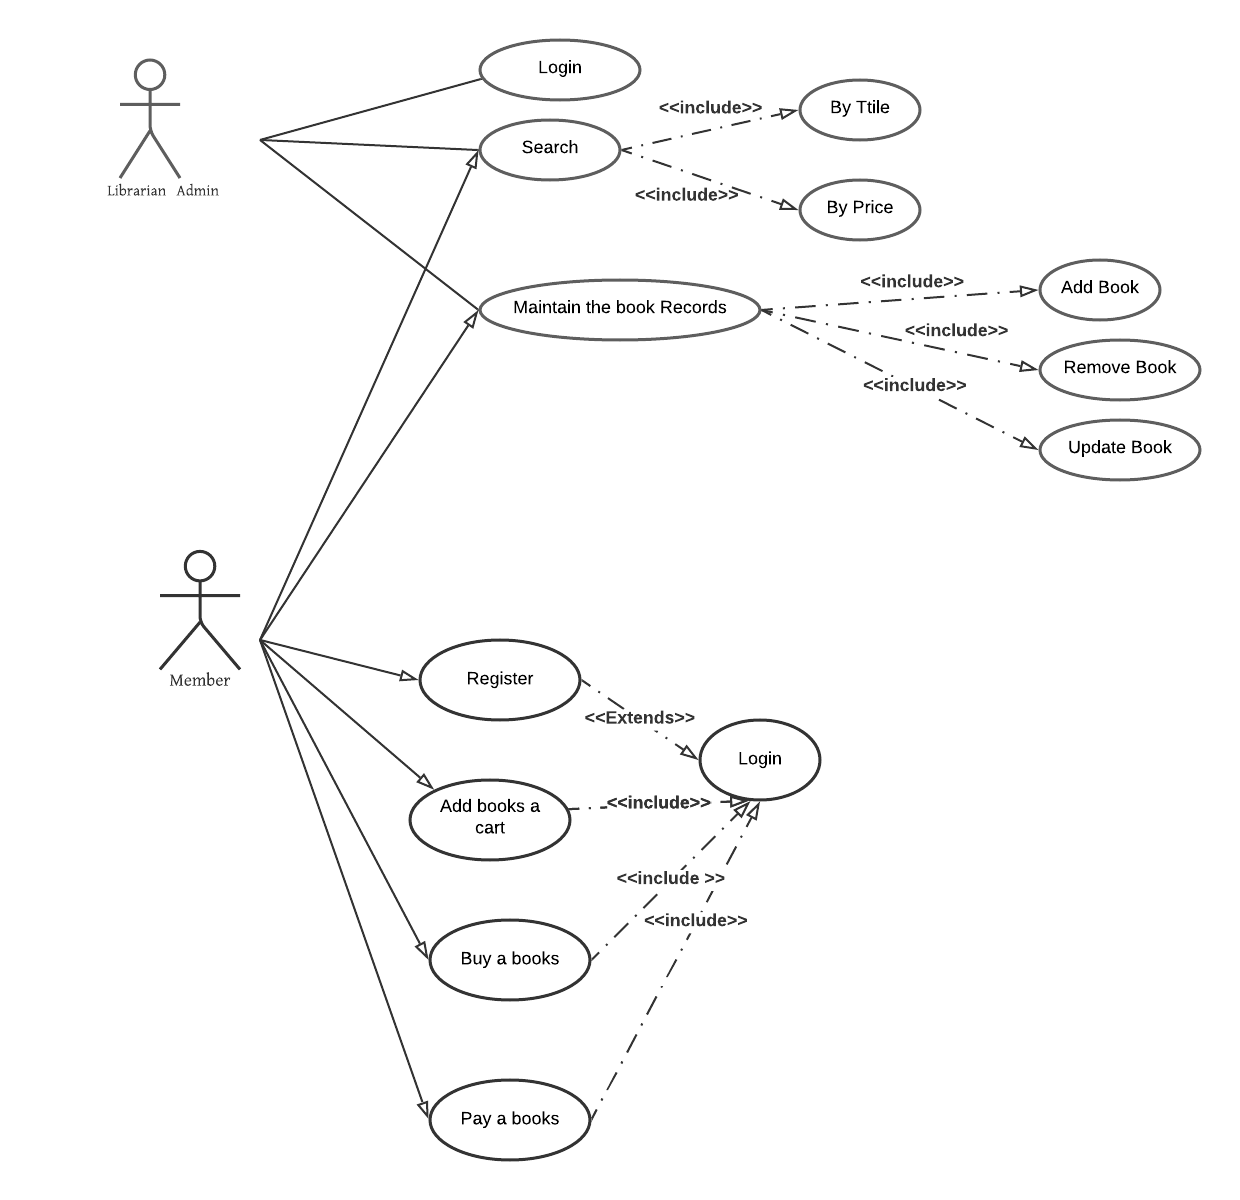 Login
<<include>>
By Ttile
Search
Librarian Admin
<<include>>
By Price
<<include>>
Add Book
Maintain the book Records
<<include>>
Remove Book
<<include>>
Update Book
Member
Register
<<Extends>>
Login
Add books a
cart
<<include>>
<<include >>
<<include>>
Buy a books
Pay a books